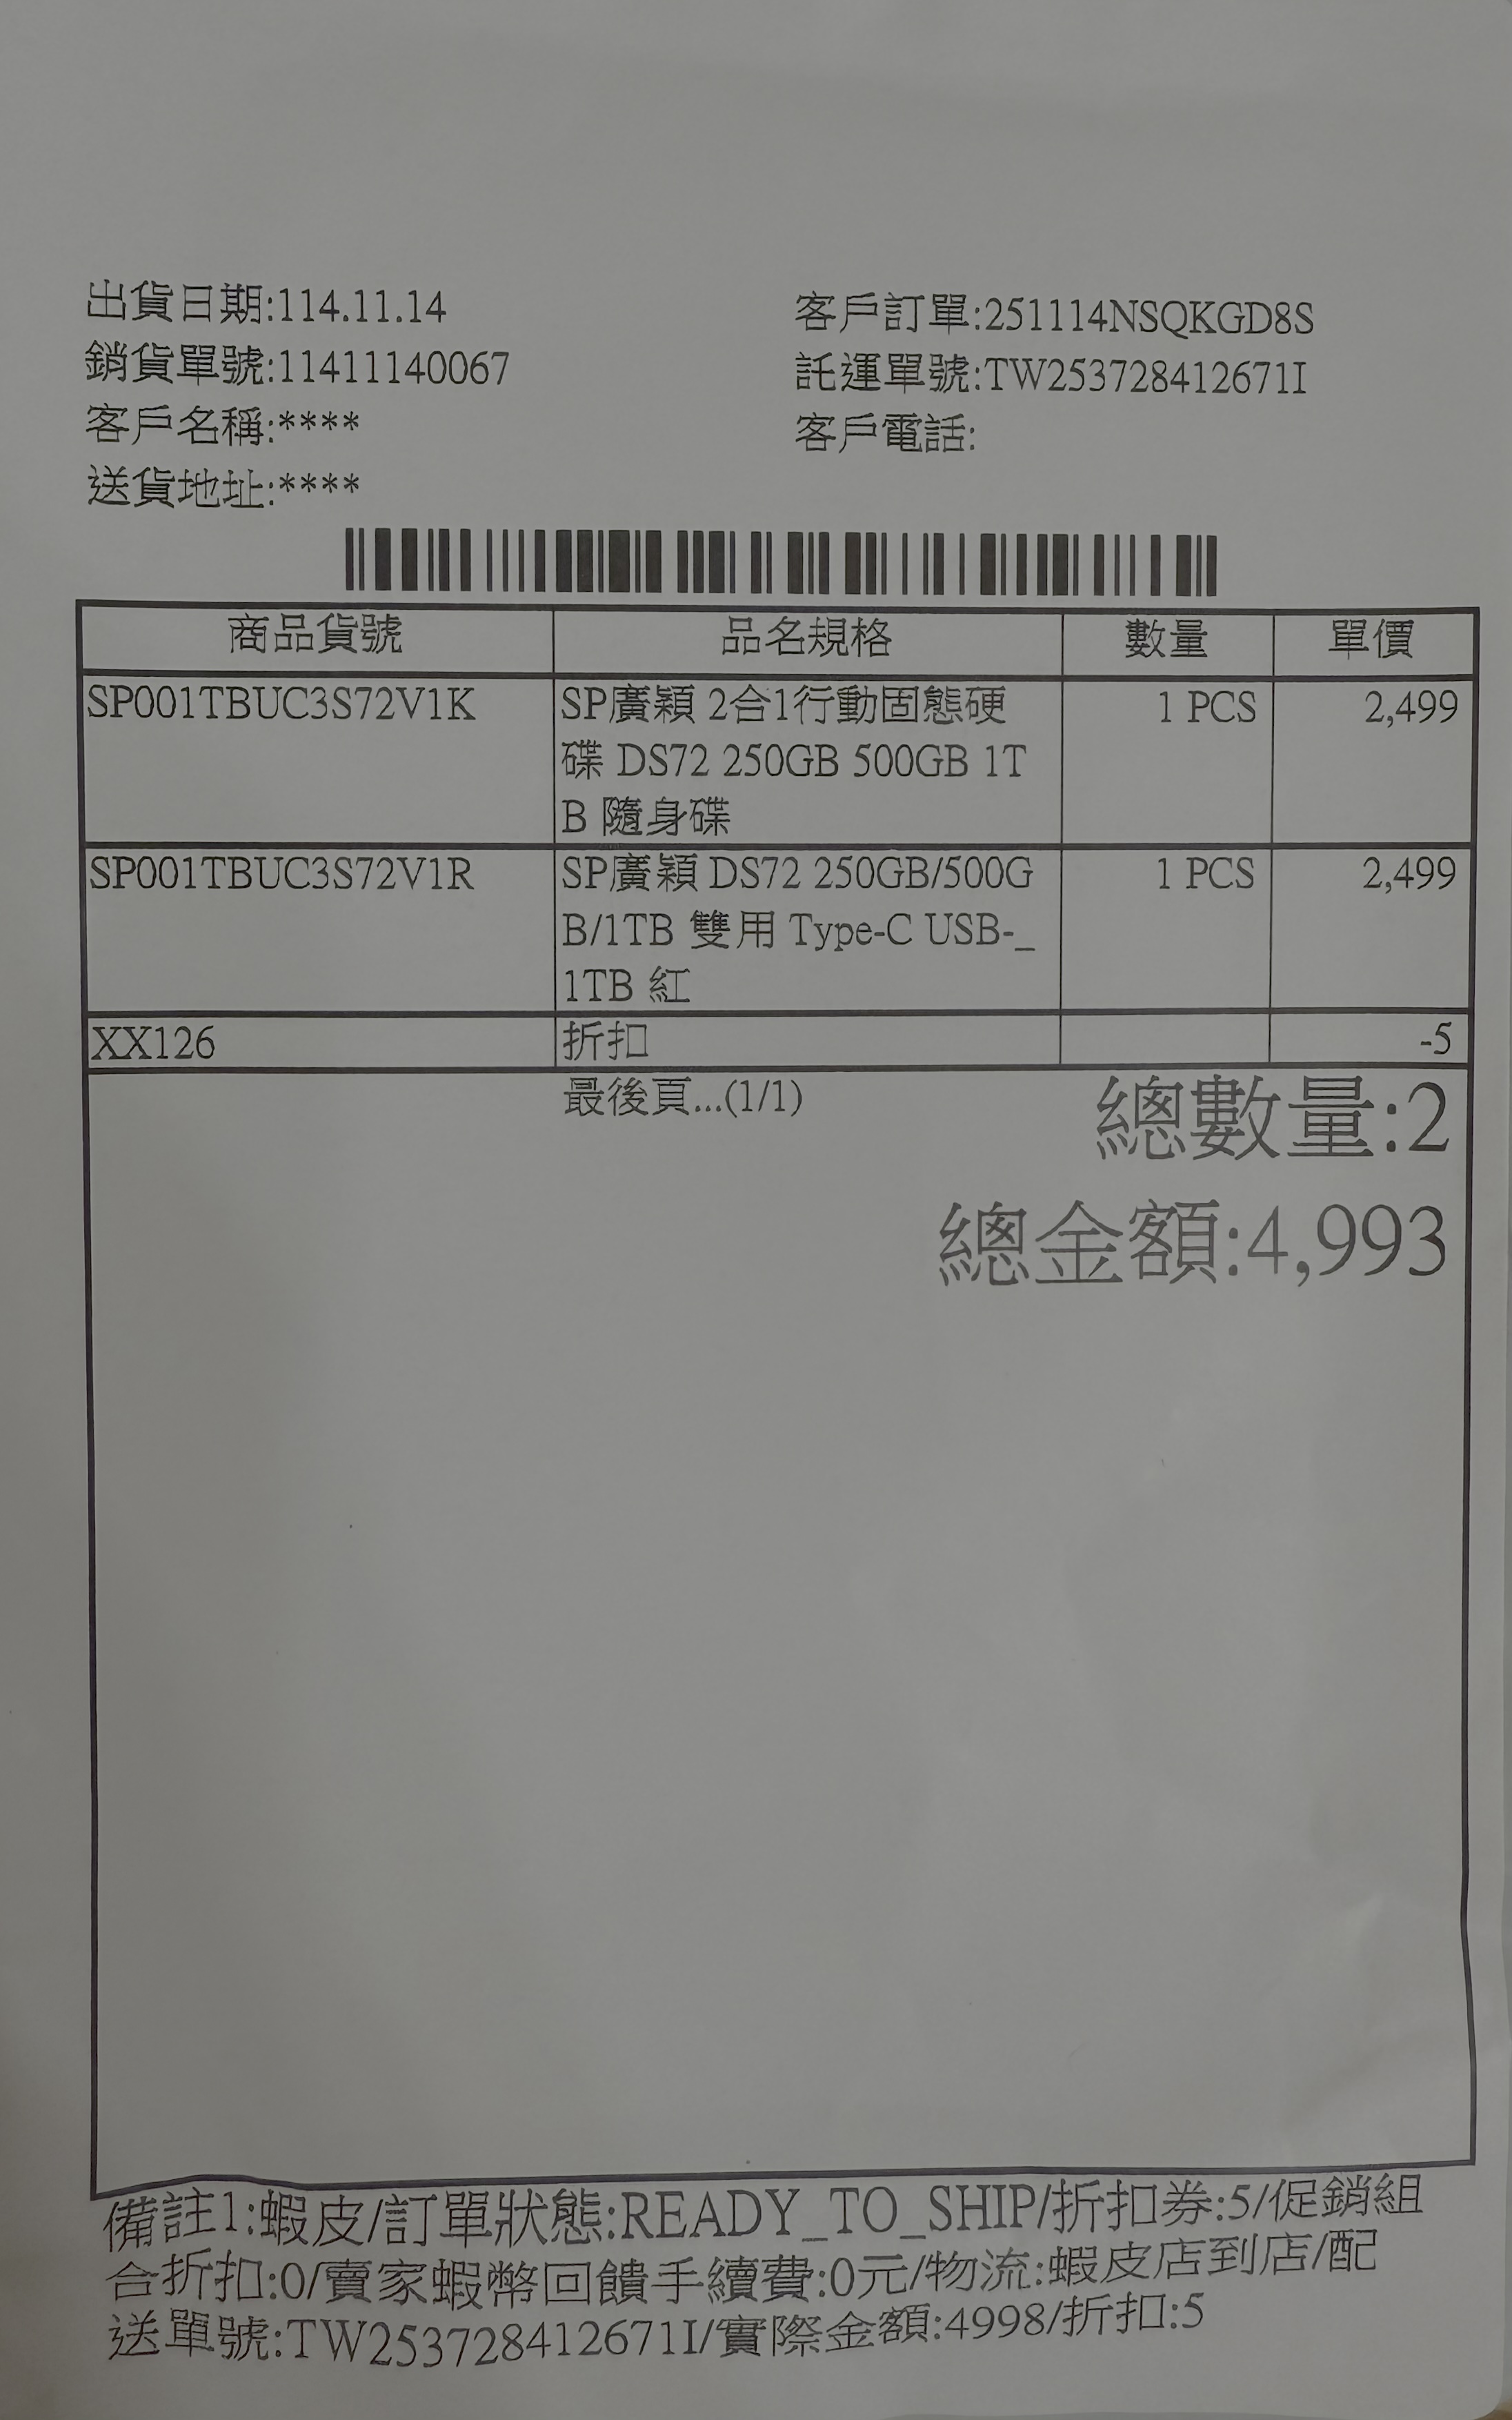 出貨日期:114.11.14
客戶訂單:251114NSQKGD8S
銷貨單號:11411140067
託運單號:TW253728412671I
客戶名稱:****
客戶電話:
送貨地址:****
商品貨號 品名規格 數量 單價
SP001TBUC3S72V1K SP廣穎 2合1行動固態硬 1 PCS 2,499
碟 DS72 250GB 500GB 1T
B 隨身碟
SP001TBUC3S72V1R SP廣穎 DS72 250GB/500G 1 PCS 2,499
B/1TB 雙用 Type-C USB-_
1TB 紅
XX126 折扣 -5
最後頁...(1/1)
總數量:2
總金額:4,993
備註1:蝦皮/訂單狀態:READY_TO_SHIP/折扣券:5/促銷組
合折扣:0/賣家蝦幣回饋手續費:0元/物流:蝦皮店到店/配
送單號:TW253728412671I/實際金額:4998/折扣:5